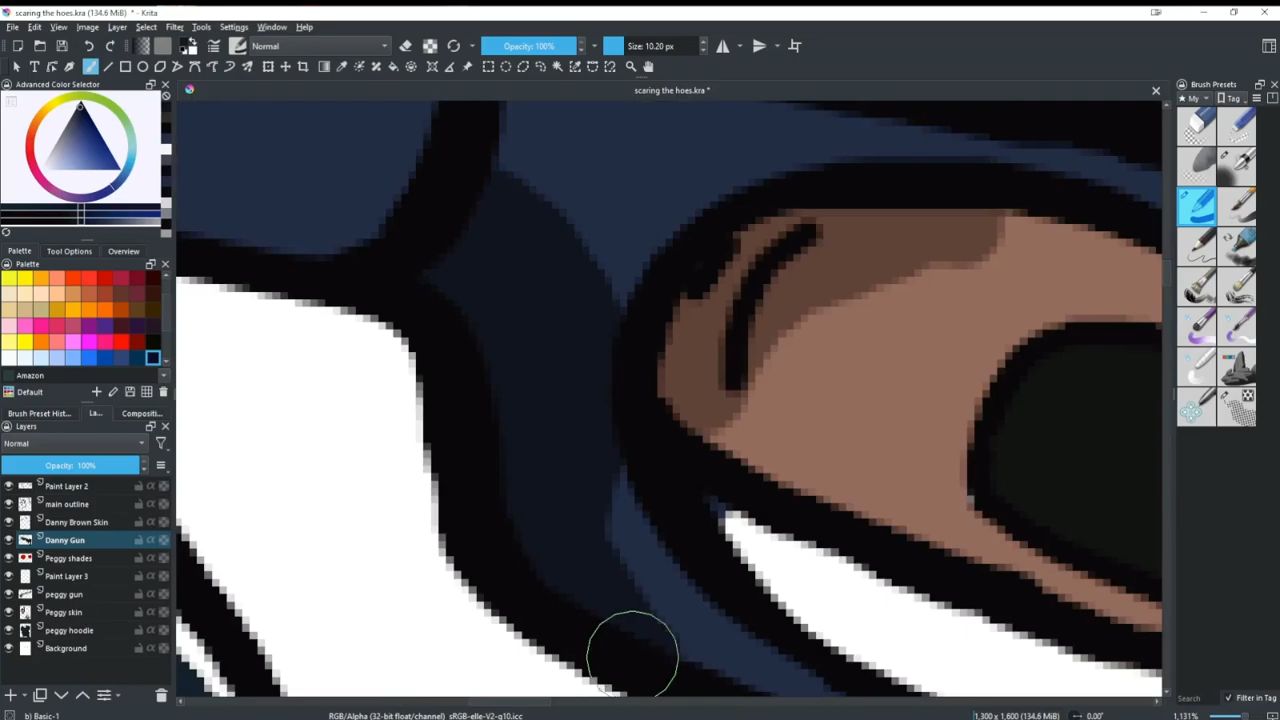 scaring the hoes.kra (134.6 MiB) * - Krita
File Edit View Image Layer Select Filter Tools Settings Window Help
Normal
Opacity: 100%
Size: 10.20 px
Advanced Color Selector
scaring the hoes.kra *
Brush Presets
My
Tag
Palette Tool Options Overview
Palette
Amazon
Default
Brush Preset Hist... La... Compositi...
Layers
Normal
Opacity: 100%
Paint Layer 2
main outline
Danny Brown Skin
Danny Gun
Peggy shades
Paint Layer 3
peggy gun
Peggy skin
peggy hoodie
Background
Search
Filter in Tag
b) Basic-1
RGB/Alpha (32-bit float/channel) sRGB-elle-V2-g10.icc
1,300 x 1,600 (134.6 MiB)
0.00°
1,131%